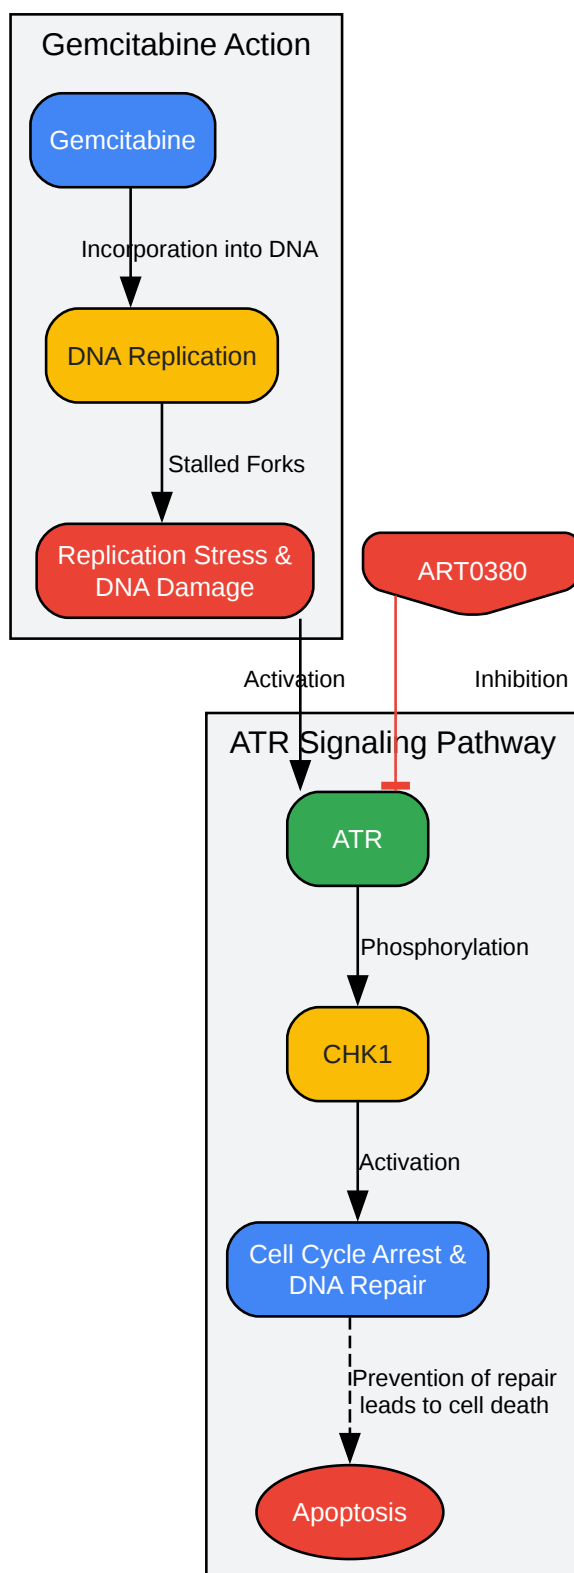 Gemcitabine Action
Gemcitabine
Incorporation into DNA
DNA Replication
Stalled Forks
Replication Stress &
DNA Damage
ART0380
Activation
Inhibition
ATR Signaling Pathway
ATR
Phosphorylation
CHK1
Activation
Cell Cycle Arrest &
DNA Repair
Prevention of repair
leads to cell death
Apoptosis